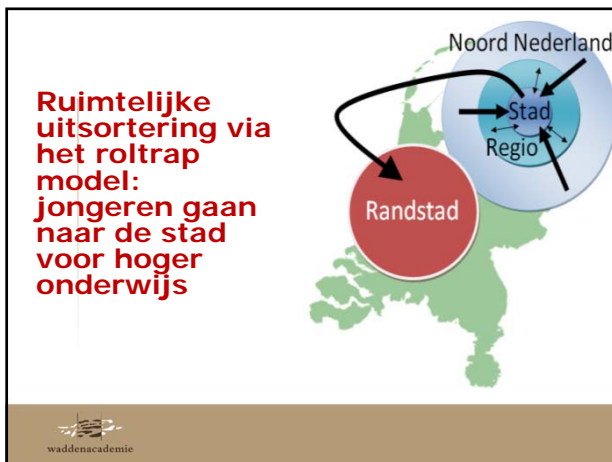 Ruimtelijke
uitsortering via
het roltrap
model:
jongeren gaan
naar de stad
voor hoger
onderwijs
Noord Nederland
Stad
Regio
Randstad
waddenacademie